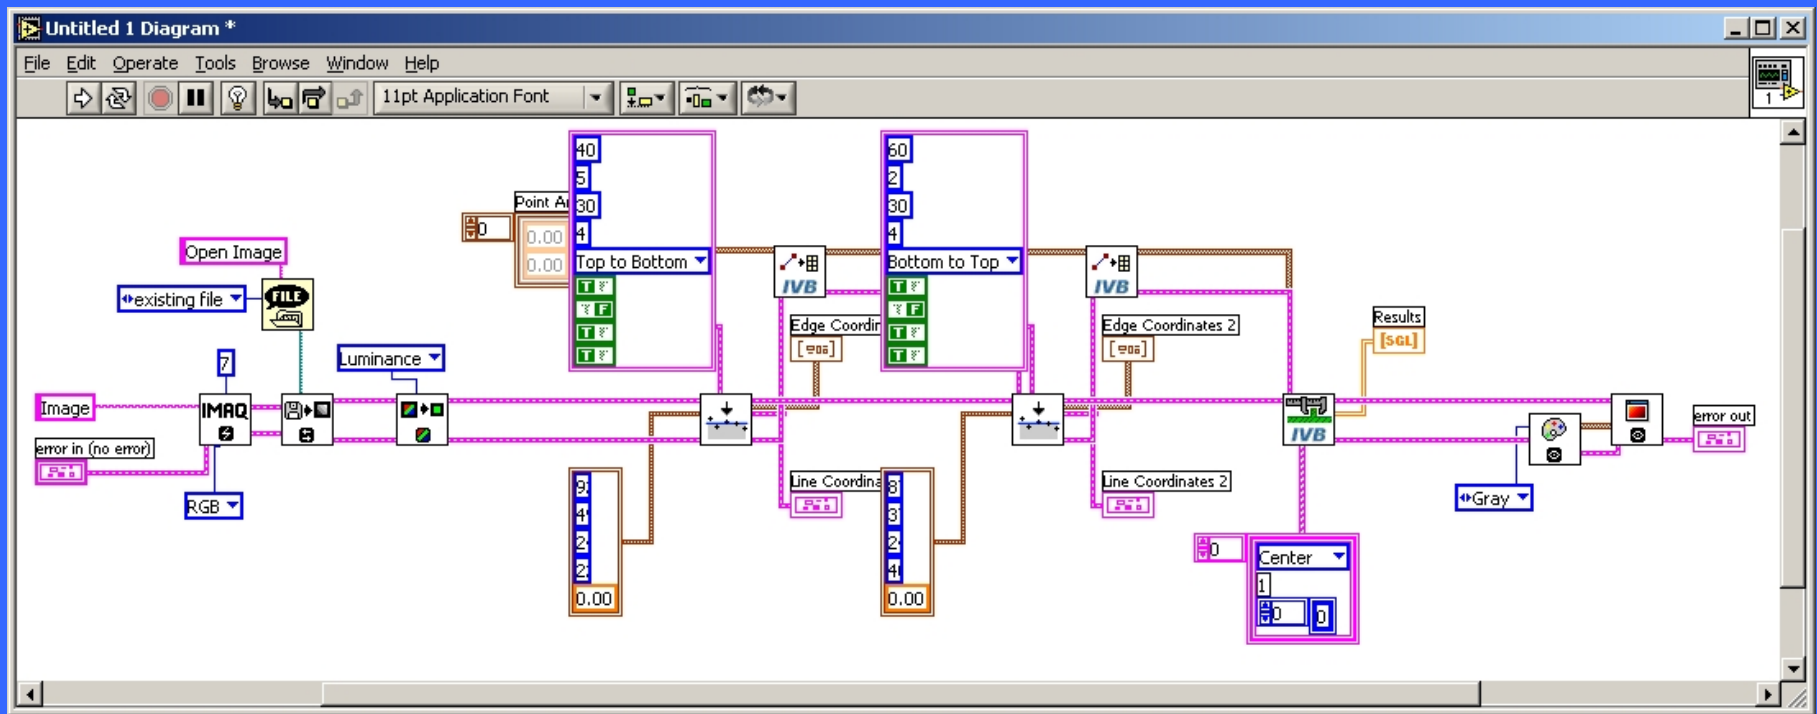 Untitled 1 Diagram *
File Edit Operate Tools Browse Window Help
11pt Application Font
1
40
5
30
4
Top to Bottom
T
F
T
T
60
2
30
4
Bottom to Top
T
F
T
T
Point
0
0.00
0.00
Open Image
existing file
FILE
IVB
IVB
Edge
Edge Coordinates 2
Results
[SGL]
7
Luminance
Image
IMAQ
IVB
error in (no error)
error out
RGB
Line
Line Coordinates 2
Gray
0.00
0.00
0
Center
1
0
0